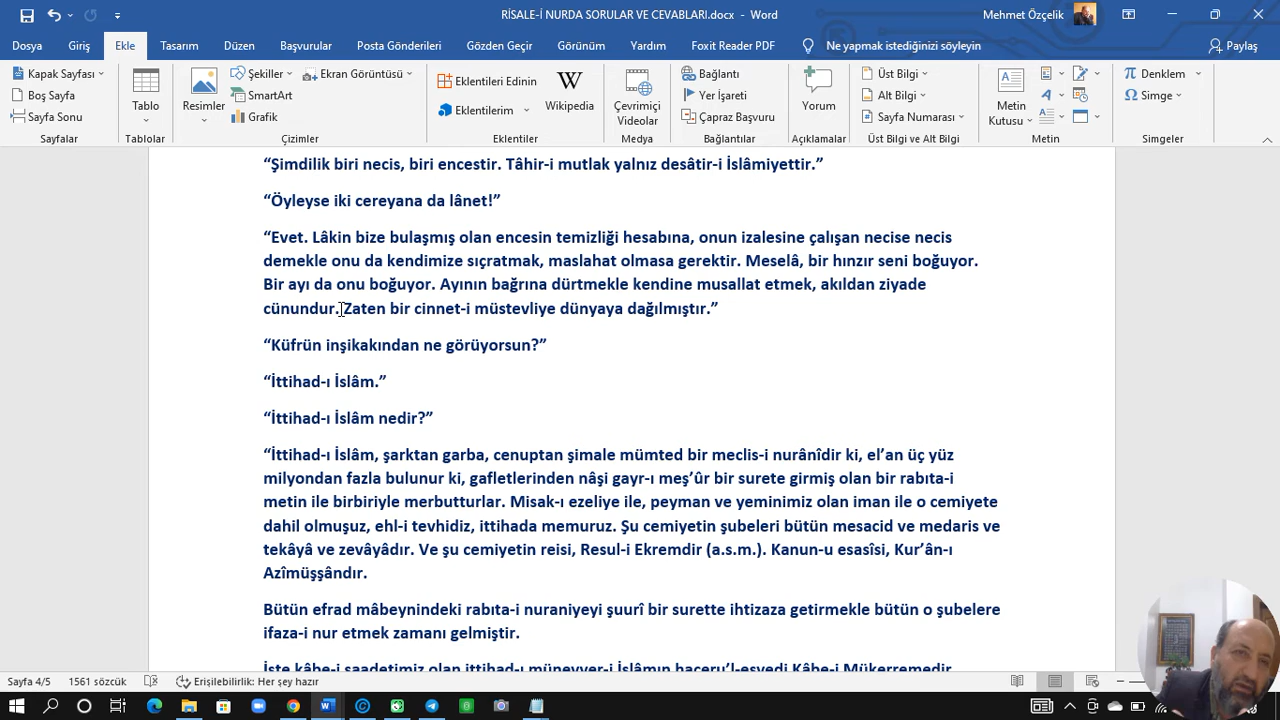 RİSALE-İ NURDA SORULAR VE CEVABLARI.docx - Word
Mehmet Özçelik
Dosya Giriş Ekle Tasarım Düzen Başvurular Posta Gönderileri Gözden Geçir Görünüm Yardım Foxit Reader PDF Ne yapmak istediğinizi söyleyin Paylaş
Kapak Sayfası
Boş Sayfa
Sayfa Sonu
Sayfalar
Tablo
Tablolar
Resimler
Şekiller
SmartArt
Grafik
Ekran Görüntüsü
Çizimler
Eklentileri Edinin
Eklentilerim
Wikipedia
Eklentiler
Çevrimiçi
Videolar
Medya
Bağlantı
Yer İşareti
Çapraz Başvuru
Bağlantılar
Yorum
Açıklamalar
Üst Bilgi
Alt Bilgi
Sayfa Numarası
Üst Bilgi ve Alt Bilgi
Metin
Kutusu
Metin
Denklem
Simge
Simgeler
“Şimdilik biri necis, biri encestir. Tâhir-i mutlak yalnız desâtir-i İslâmiyettir.”
“Öyleyse iki cereyana da lânet!”
“Evet. Lâkin bize bulaşmış olan encesin temizliği hesabına, onun izalesine çalışan necise necis
demekle onu da kendimize sıçratmak, maslahat olmasa gerektir. Meselâ, bir hınzır seni boğuyor.
Bir ayı da onu boğuyor. Ayının bağrına dürtmekle kendine musallat etmek, akıldan ziyade
cünundur. Zaten bir cinnet-i müstevliye dünyaya dağılmıştır.”
“Küfrün inşikakından ne görüyorsun?”
“İttihad-ı İslâm.”
“İttihad-ı İslâm nedir?”
“İttihad-ı İslâm, şarktan garba, cenuptan şimale mümted bir meclis-i nurânîdir ki, el’an üç yüz
milyondan fazla bulunur ki, gafletlerinden nâşi gayr-ı meş’ûr bir surete girmiş olan bir rabıta-i
metin ile birbiriyle merbutturlar. Misak-ı ezeliye ile, peyman ve yeminimiz olan iman ile o cemiyete
dahil olmuşuz, ehl-i tevhidiz, ittihada memuruz. Şu cemiyetin şubeleri bütün mesacid ve medaris ve
tekâyâ ve zevâyâdır. Ve şu cemiyetin reisi, Resul-i Ekremdir (a.s.m.). Kanun-u esasîsi, Kur’ân-ı
Azîmüşşândır.
Bütün efrad mâbeynindeki rabıta-i nuraniyeyi şuurî bir surette ihtizaza getirmekle bütün o şubelere
ifaza-i nur etmek zamanı gelmiştir.
İşte kâbe-i saadetimiz olan ittihad-ı münevver-i İslâmın haceru’l-esvedi Kâbe-i Mükerremedir
Sayfa 4/5 1561 sözcük Erişilebilirlik: Her şey hazır